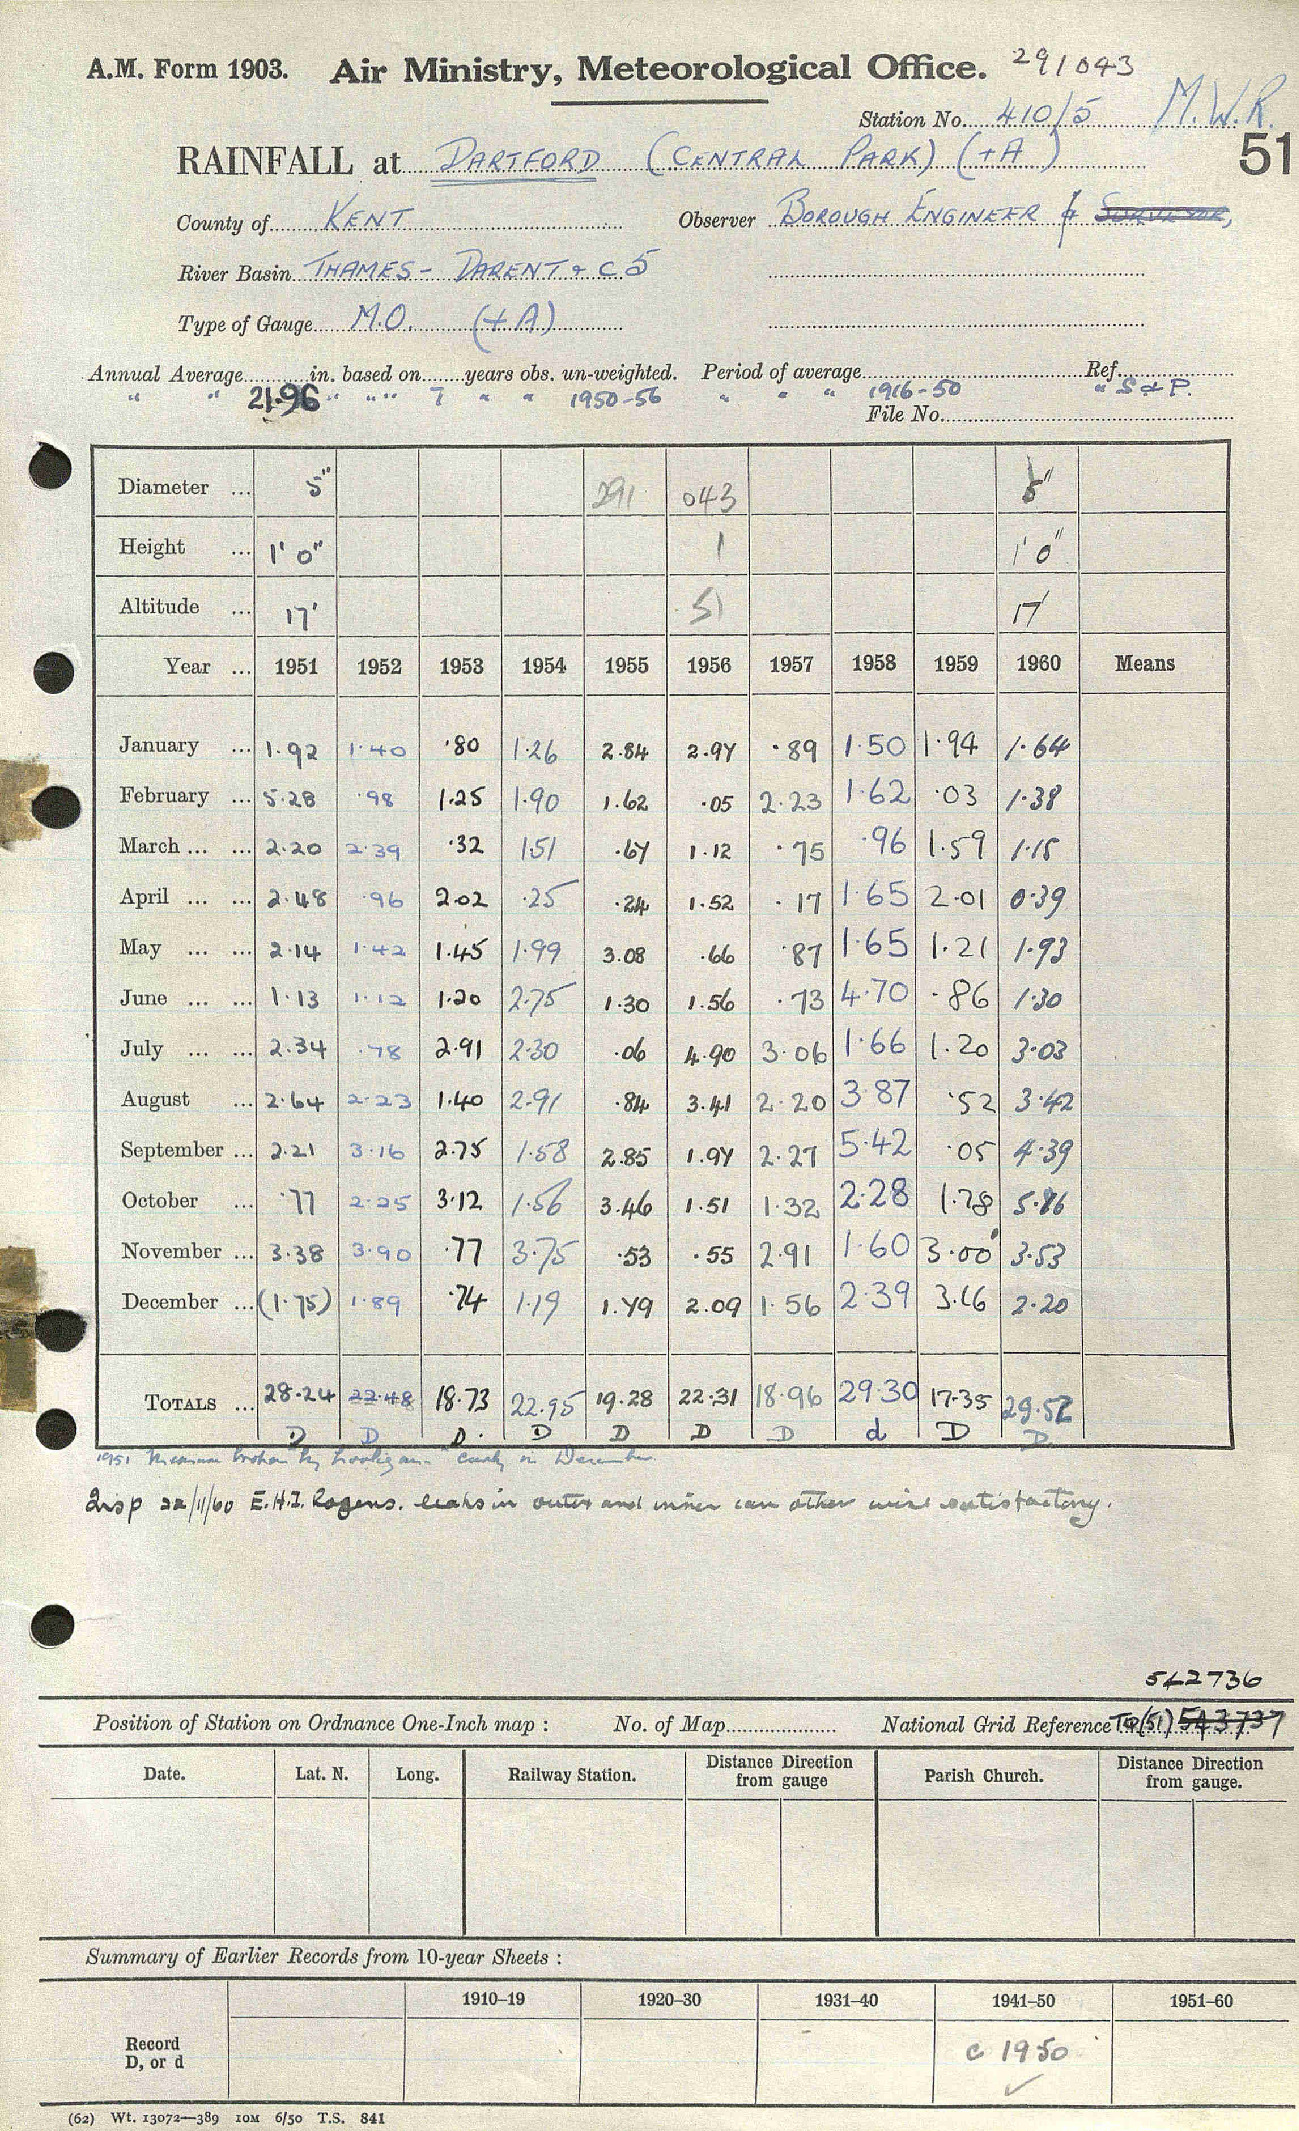 A.M. Form 1903. Air Ministry, Meteorological Office. 291043
Station No. 410/5 M.W.R.
51
RAINFALL at DARTFORD (CENTRAL PARK) (+A)
County of KENT Observer BOROUGH ENGINEER & SURVEYOR,
River Basin THAMES - DARENT & C 5
Type of Gauge M.O. (+A)
Annual Average in. based on years obs. un-weighted. Period of average Ref.
" " 21.96 " " " 7 " " 1950-56 " " " 1916-50 " S & P.
File No.
Diameter ... 5" 291 043 5"
Height ... 1' 0" 1 1' 0"
Altitude ... 17' 51 17'
Year ... 1951 1952 1953 1954 1955 1956 1957 1958 1959 1960 Means
January ... 1.92 1.40 .80 1.26 2.84 2.97 .89 1.50 1.94 1.64
February ... 5.28 .98 1.25 1.90 1.62 .05 2.23 1.62 .03 1.38
March ... ... 2.20 2.39 .32 1.51 .67 1.12 .75 .96 1.59 1.15
April ... ... 2.48 .96 2.02 .25 .24 1.52 .17 1.65 2.01 0.39
May ... ... 2.14 1.42 1.45 1.99 3.08 .66 .87 1.65 1.21 1.93
June ... ... 1.13 1.12 1.20 2.75 1.30 1.56 .73 4.70 .86 1.30
July ... ... 2.34 .78 2.91 2.30 .06 4.90 3.06 1.66 1.20 3.03
August ... 2.64 2.23 1.40 2.91 .84 3.41 2.20 3.87 .52 3.42
September ... 2.21 3.16 2.75 1.58 2.85 1.97 2.27 5.42 .05 4.39
October ... .77 2.25 3.12 1.56 3.46 1.51 1.32 2.28 1.28 5.16
November ... 3.38 3.90 .77 3.75 .53 .55 2.91 1.60 3.00 3.53
December ... (1.75) 1.89 .74 1.19 1.79 2.09 1.56 2.39 3.66 2.20
TOTALS ... 28.24 22.48 18.73 22.95 19.28 22.31 18.96 29.30 17.35 29.52
D D D. D D D D d D D
1951 Measure broken by hooligans early in December.
Insp 22/11/60 E.H.I. Rogers. leaks in outer and inner can other wise satisfactory.
542736
Position of Station on Ordnance One-Inch map : No. of Map National Grid Reference TQ(51) 543737
Date. Lat. N. Long. Railway Station. Distance Direction from gauge Parish Church. Distance Direction from gauge.
Summary of Earlier Records from 10-year Sheets :
1910–19 1920–30 1931–40 1941–50 1951–60
Record D, or d c 1950
(62) Wt. 13072—389 10M 6/50 T.S. 841